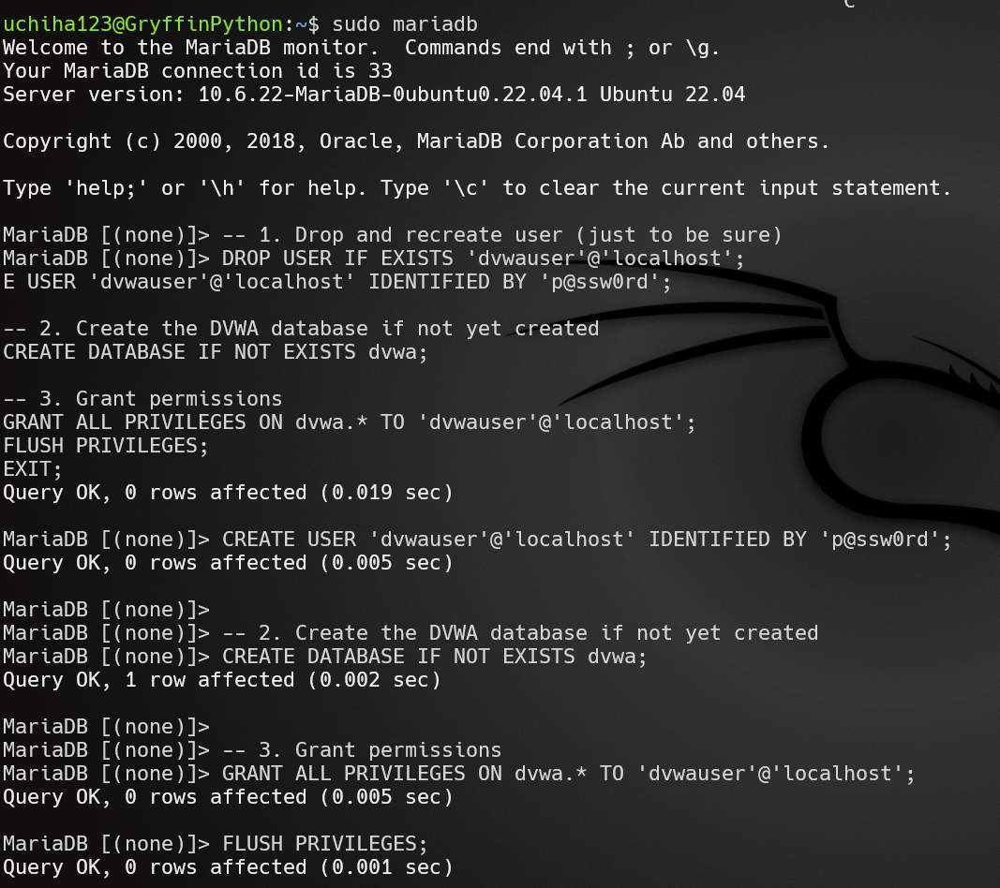 uchiha123@GryffinPython:~$ sudo mariadb
Welcome to the MariaDB monitor.  Commands end with ; or \g.
Your MariaDB connection id is 33
Server version: 10.6.22-MariaDB-0ubuntu0.22.04.1 Ubuntu 22.04
Copyright (c) 2000, 2018, Oracle, MariaDB Corporation Ab and others.
Type 'help;' or '\h' for help. Type '\c' to clear the current input statement.
MariaDB [(none)]> -- 1. Drop and recreate user (just to be sure)
MariaDB [(none)]> DROP USER IF EXISTS 'dvwauser'@'localhost';
E USER 'dvwauser'@'localhost' IDENTIFIED BY 'p@ssw0rd';
-- 2. Create the DVWA database if not yet created
CREATE DATABASE IF NOT EXISTS dvwa;
-- 3. Grant permissions
GRANT ALL PRIVILEGES ON dvwa.* TO 'dvwauser'@'localhost';
FLUSH PRIVILEGES;
EXIT;
Query OK, 0 rows affected (0.019 sec)
MariaDB [(none)]> CREATE USER 'dvwauser'@'localhost' IDENTIFIED BY 'p@ssw0rd';
Query OK, 0 rows affected (0.005 sec)
MariaDB [(none)]>
MariaDB [(none)]> -- 2. Create the DVWA database if not yet created
MariaDB [(none)]> CREATE DATABASE IF NOT EXISTS dvwa;
Query OK, 1 row affected (0.002 sec)
MariaDB [(none)]>
MariaDB [(none)]> -- 3. Grant permissions
MariaDB [(none)]> GRANT ALL PRIVILEGES ON dvwa.* TO 'dvwauser'@'localhost';
Query OK, 0 rows affected (0.005 sec)
MariaDB [(none)]> FLUSH PRIVILEGES;
Query OK, 0 rows affected (0.001 sec)